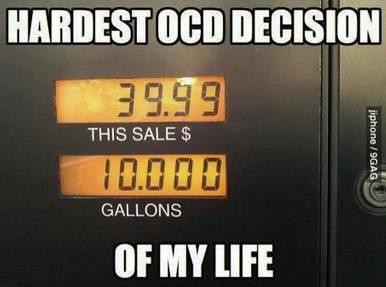 HARDEST OCD DECISION
39.99
THIS SALE $
10.000
GALLONS
jiphone / 9GAG
OF MY LIFE